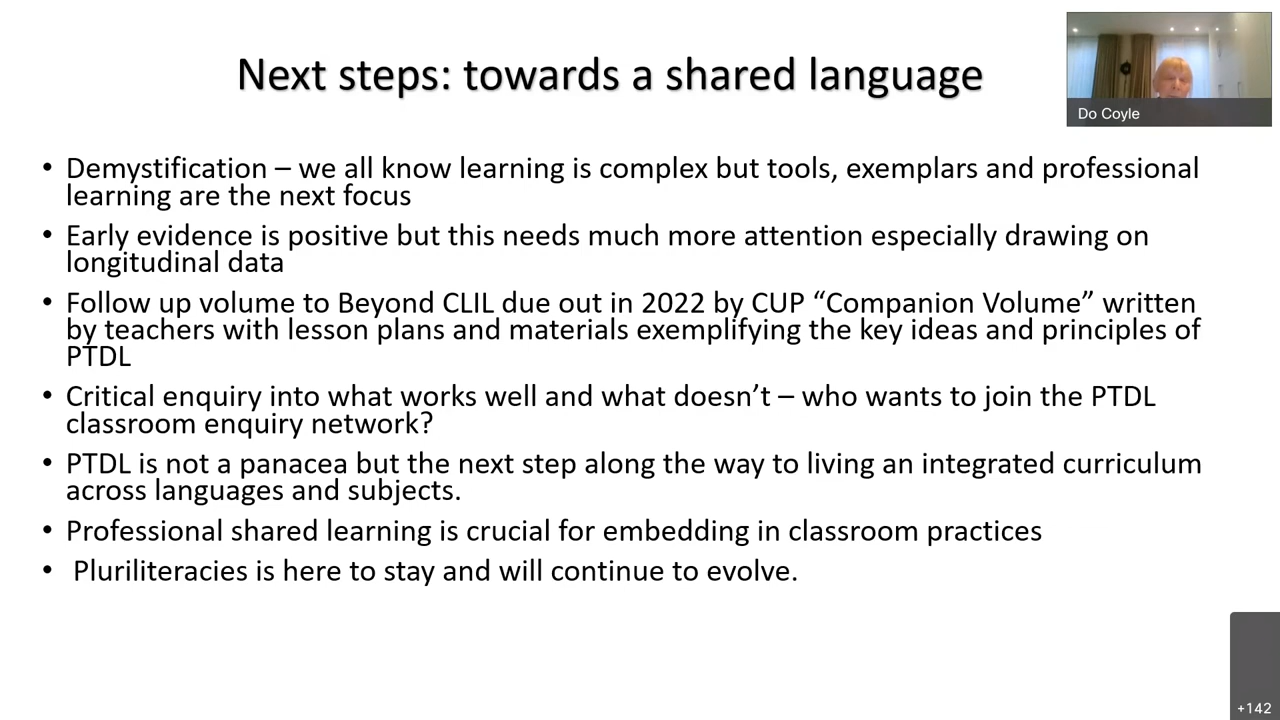 Next steps: towards a shared language
Do Coyle
• Demystification – we all know learning is complex but tools, exemplars and professional
learning are the next focus
• Early evidence is positive but this needs much more attention especially drawing on
longitudinal data
• Follow up volume to Beyond CLIL due out in 2022 by CUP “Companion Volume” written
by teachers with lesson plans and materials exemplifying the key ideas and principles of
PTDL
• Critical enquiry into what works well and what doesn’t – who wants to join the PTDL
classroom enquiry network?
• PTDL is not a panacea but the next step along the way to living an integrated curriculum
across languages and subjects.
• Professional shared learning is crucial for embedding in classroom practices
• Pluriliteracies is here to stay and will continue to evolve.
+142